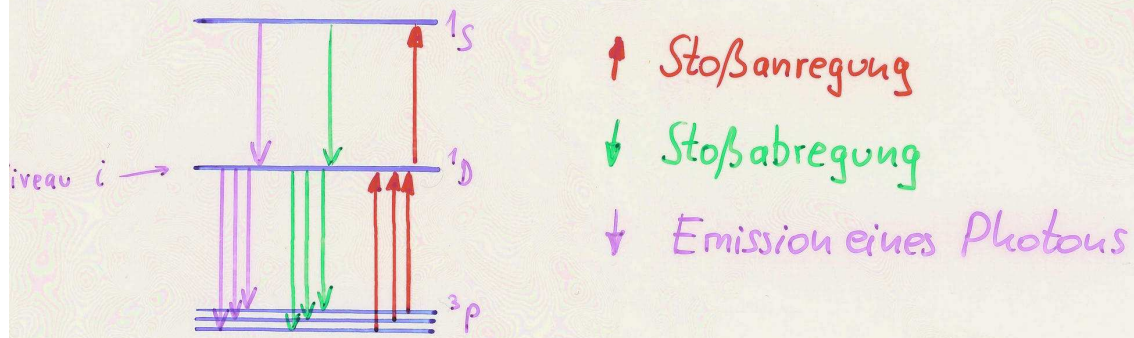 ¹S
Stoßanregung
¹D
Stoßabregung
iveau i
Emission eines Photons
³P